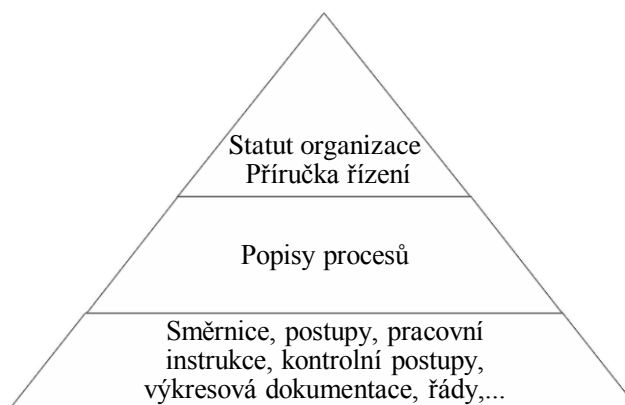 Statut organizace
Příručka řízení
Popisy procesů
Směrnice, postupy, pracovní
instrukce, kontrolní postupy,
výkresová dokumentace, řády,...